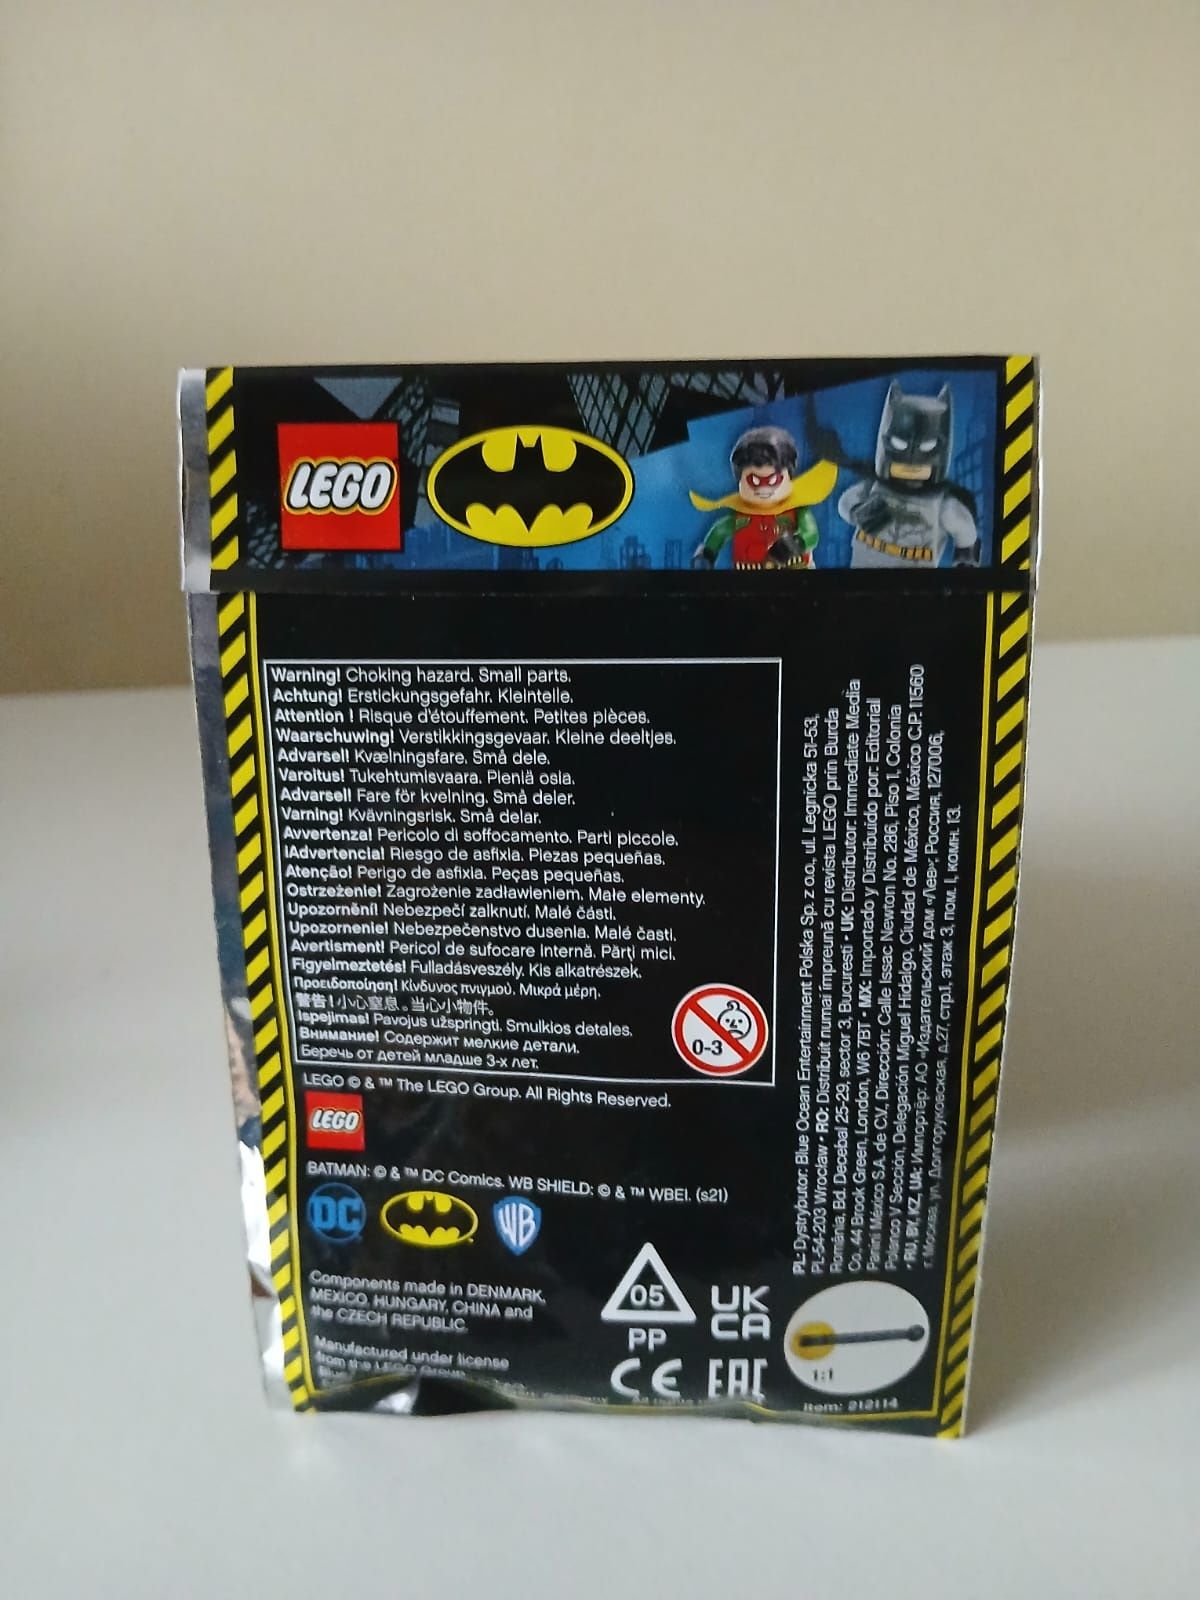 LEGO
Warning! Choking hazard. Small parts.
Achtung! Erstickungsgefahr. Kleinteile.
Attention ! Risque d'étouffement. Petites pièces.
Waarschuwing! Verstikkingsgevaar. Kleine deeltjes.
Advarsel! Kvælningsfare. Små dele.
Varoitus! Tukehtumisvaara. Pieniä osia.
Advarsel! Fare för kvelning. Små deler.
Varning! Kvävningsrisk. Små delar.
Avvertenza! Pericolo di soffocamento. Parti piccole.
¡Advertencia! Riesgo de asfixia. Piezas pequeñas.
Atenção! Perigo de asfixia. Peças pequeñas.
Ostrzeżenie! Zagrożenie zadławieniem. Małe elementy.
Upozornění! Nebezpečí zalknutí. Malé části.
Upozornenie! Nebezpečenstvo dusenia. Malé časti.
Avertisment! Pericol de sufocare internă. Părți mici.
Figyelmeztetés! Fulladásveszély. Kis alkatrészek.
Προειδοποίηση! Κίνδυνος πνιγμού. Μικρά μέρη.
警告！小心窒息。当心小物件。
Ispejimas! Pavojus užspringti. Smulkios detales.
Внимание! Содержит мелкие детали.
Беречь от детей младше 3-х лет.
0-3
LEGO © & ™ The LEGO Group. All Rights Reserved.
LEGO
BATMAN: © & ™ DC Comics. WB SHIELD: © & ™ WBEI. (s21)
DC
WB
Components made in DENMARK,
MEXICO, HUNGARY, CHINA and
the CZECH REPUBLIC.
Manufactured under license
from the LEGO Group
05
PP
UK
CA
CE
EAC
PL: Dystrybutor: Blue Ocean Entertainment Polska Sp. z o.o., ul. Legnicka 51-53,
PL-54-203 Wrocław • RO: Distribuit numai împreună cu revista LEGO prin Burda
România, Bd. Decebal 25-29, sector 3, Bucuresti • UK: Distributor: Immediate Media
Co. 44 Brook Green, London, W6 7BT • MX: Importado y Distribuido por: Editorial
Panini México S.A. de C.V., Dirección: Calle Issac Newton No. 286, Piso 1, Colonia
Polanco V Sección, Delegación Miguel Hidalgo, Ciudad de México, México C.P. 11560
• RU, BY, KZ, UA: Импортёр: АО «Издательский дом «Лев»; Россия, 127006,
г. Москва, ул. Долгоруковская, д.27, стр.1, этаж 3, пом. I, комн. 13.
1:1
Item: 212114